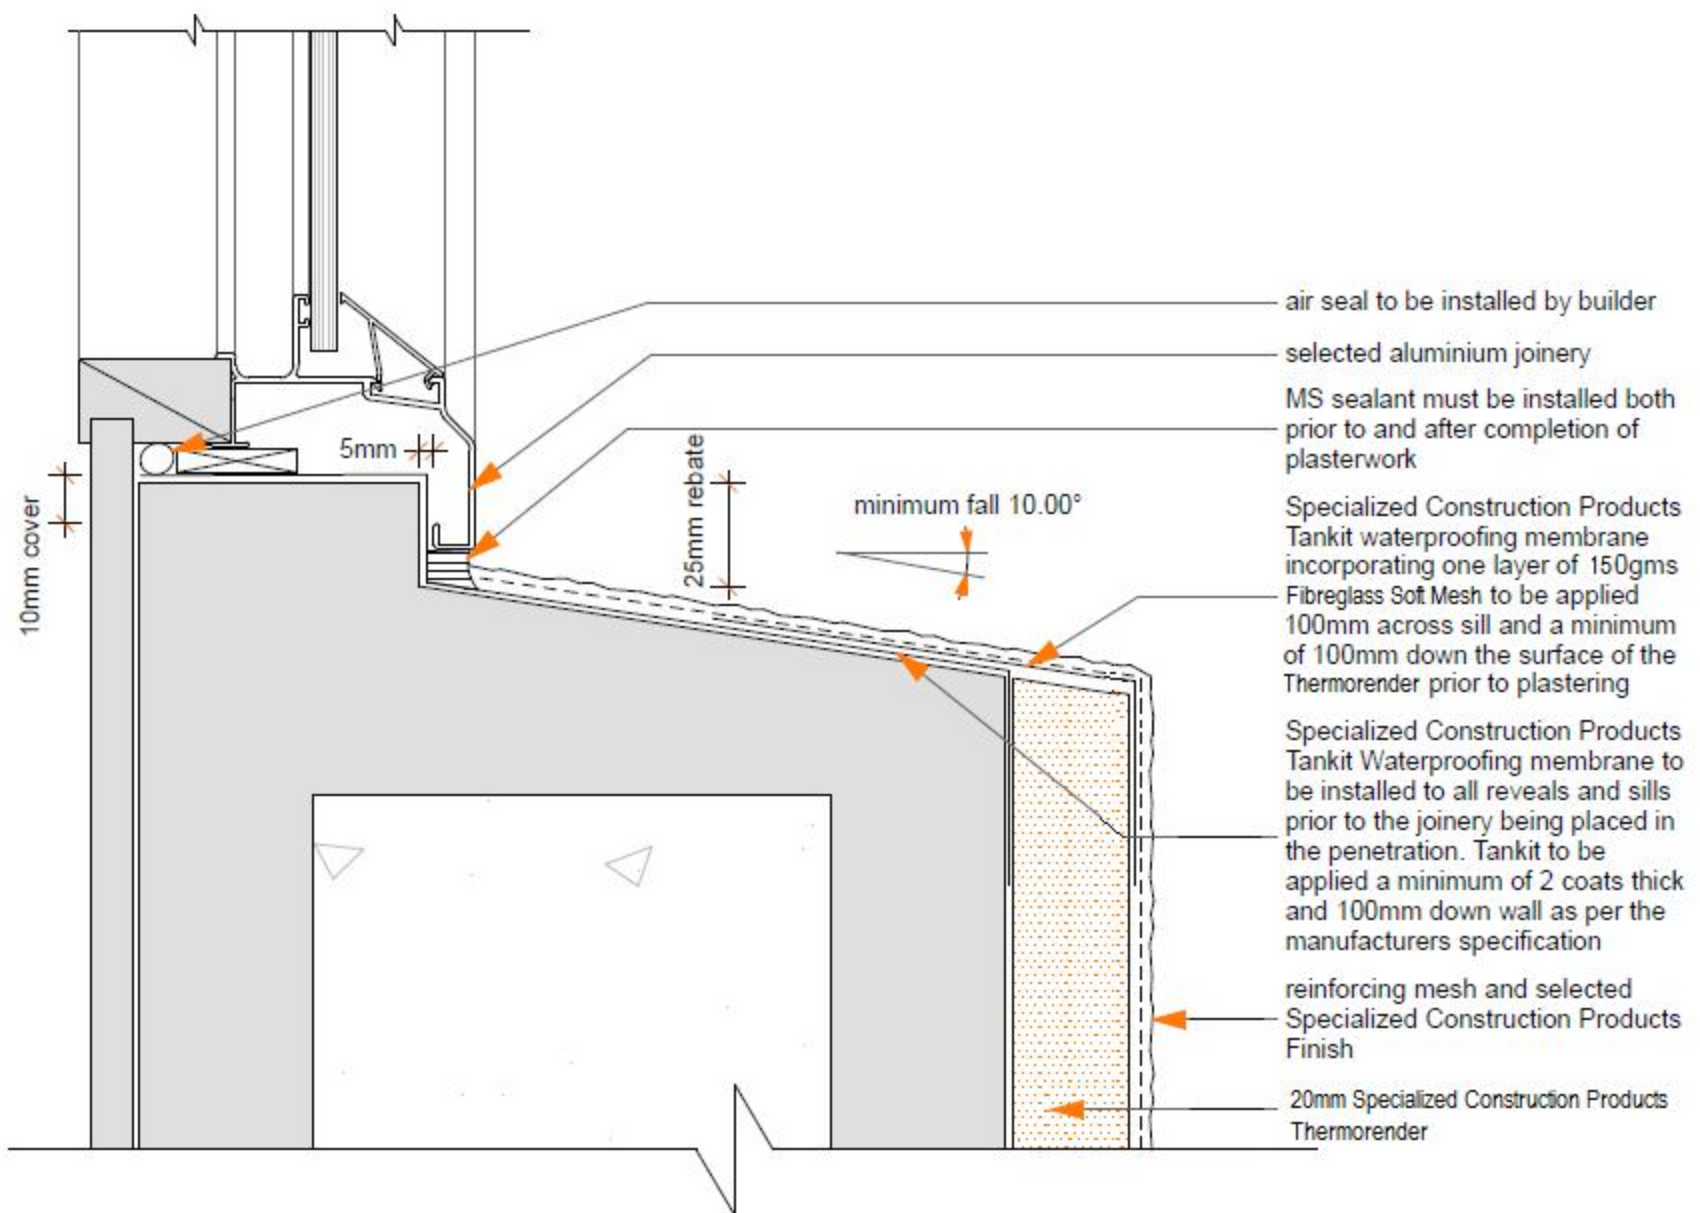 air seal to be installed by builder
selected aluminium joinery
MS sealant must be installed both
prior to and after completion of
plasterwork
5mm
10mm cover
25mm rebate
minimum fall 10.00°
Specialized Construction Products
Tankit waterproofing membrane
incorporating one layer of 150gms
Fibreglass Soft Mesh to be applied
100mm across sill and a minimum
of 100mm down the surface of the
Thermorender prior to plastering
Specialized Construction Products
Tankit Waterproofing membrane to
be installed to all reveals and sills
prior to the joinery being placed in
the penetration. Tankit to be
applied a minimum of 2 coats thick
and 100mm down wall as per the
manufacturers specification
reinforcing mesh and selected
Specialized Construction Products
Finish
20mm Specialized Construction Products
Thermorender